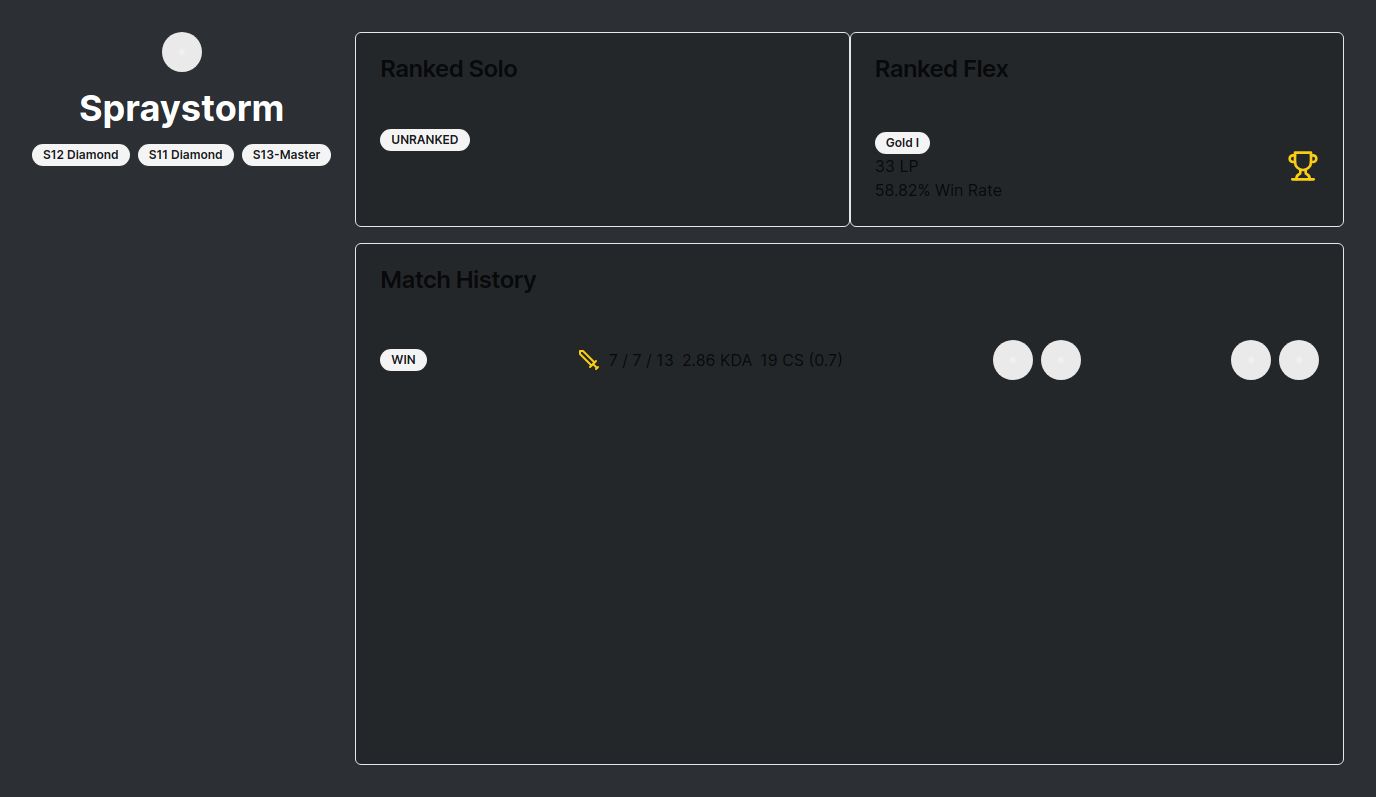 Spraystorm
S12 Diamond S11 Diamond S13-Master
Ranked Solo
UNRANKED
Ranked Flex
Gold I
33 LP
58.82% Win Rate
Match History
WIN 7 / 7 / 13 2.86 KDA 19 CS (0.7)